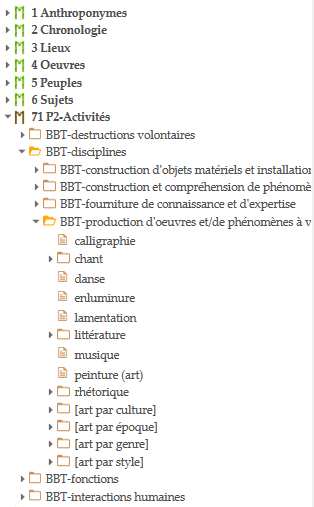 1 Anthroponymes
2 Chronologie
3 Lieux
4 Oeuvres
5 Peuples
6 Sujets
71 P2-Activités
BBT-destructions volontaires
BBT-disciplines
BBT-construction d'objets matériels et installation
BBT-construction et compréhension de phénomè
BBT-fourniture de connaissance et d'expertise
BBT-production d'oeuvres et/de phénomènes à v
calligraphie
chant
danse
enluminure
lamentation
littérature
musique
peinture (art)
rhétorique
[art par culture]
[art par époque]
[art par genre]
[art par style]
BBT-fonctions
BBT-interactions humaines